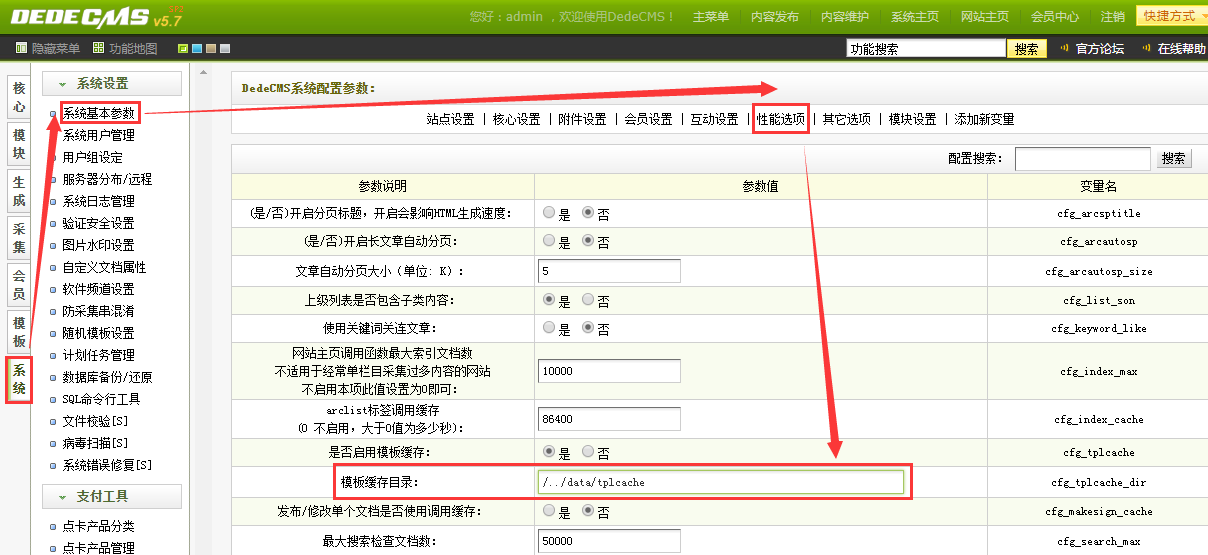 DEDECMS v5.7
您好：admin ，欢迎使用DedeCMS！ 主菜单 内容发布 内容维护 系统主页 网站主页 会员中心 注销 快捷方式
隐藏菜单 功能地图 功能搜索 搜索 官方论坛 在线帮助
核心
模块
生成
采集
会员
模板
系统
系统设置
系统基本参数
系统用户管理
用户组设定
服务器分布/远程
系统日志管理
验证安全设置
图片水印设置
自定义文档属性
软件频道设置
防采集串混淆
随机模板设置
计划任务管理
数据库备份/还原
SQL命令行工具
文件校验[S]
病毒扫描[S]
系统错误修复[S]
支付工具
点卡产品分类
点卡产品管理
DedeCMS系统配置参数：
站点设置 | 核心设置 | 附件设置 | 会员设置 | 互动设置 | 性能选项 | 其它选项 | 模块设置 | 添加新变量
配置搜索： 搜索
参数说明 参数值 变量名
(是/否)开启分页标题，开启会影响HTML生成速度： 是 否 cfg_arcsptitle
(是/否)开启长文章自动分页： 是 否 cfg_arcautosp
文章自动分页大小（单位: K）： 5 cfg_arcautosp_size
上级列表是否包含子类内容： 是 否 cfg_list_son
使用关键词关连文章： 是 否 cfg_keyword_like
网站主页调用函数最大索引文档数
不适用于经常单栏目采集过多内容的网站
不启用本项此值设置为0即可： 10000 cfg_index_max
arclist标签调用缓存
(0 不启用，大于0值为多少秒)： 86400 cfg_index_cache
是否启用模板缓存： 是 否 cfg_tplcache
模板缓存目录： /../data/tplcache cfg_tplcache_dir
发布/修改单个文档是否使用调用缓存： 是 否 cfg_makesign_cache
最大搜索检查文档数： 50000 cfg_search_max